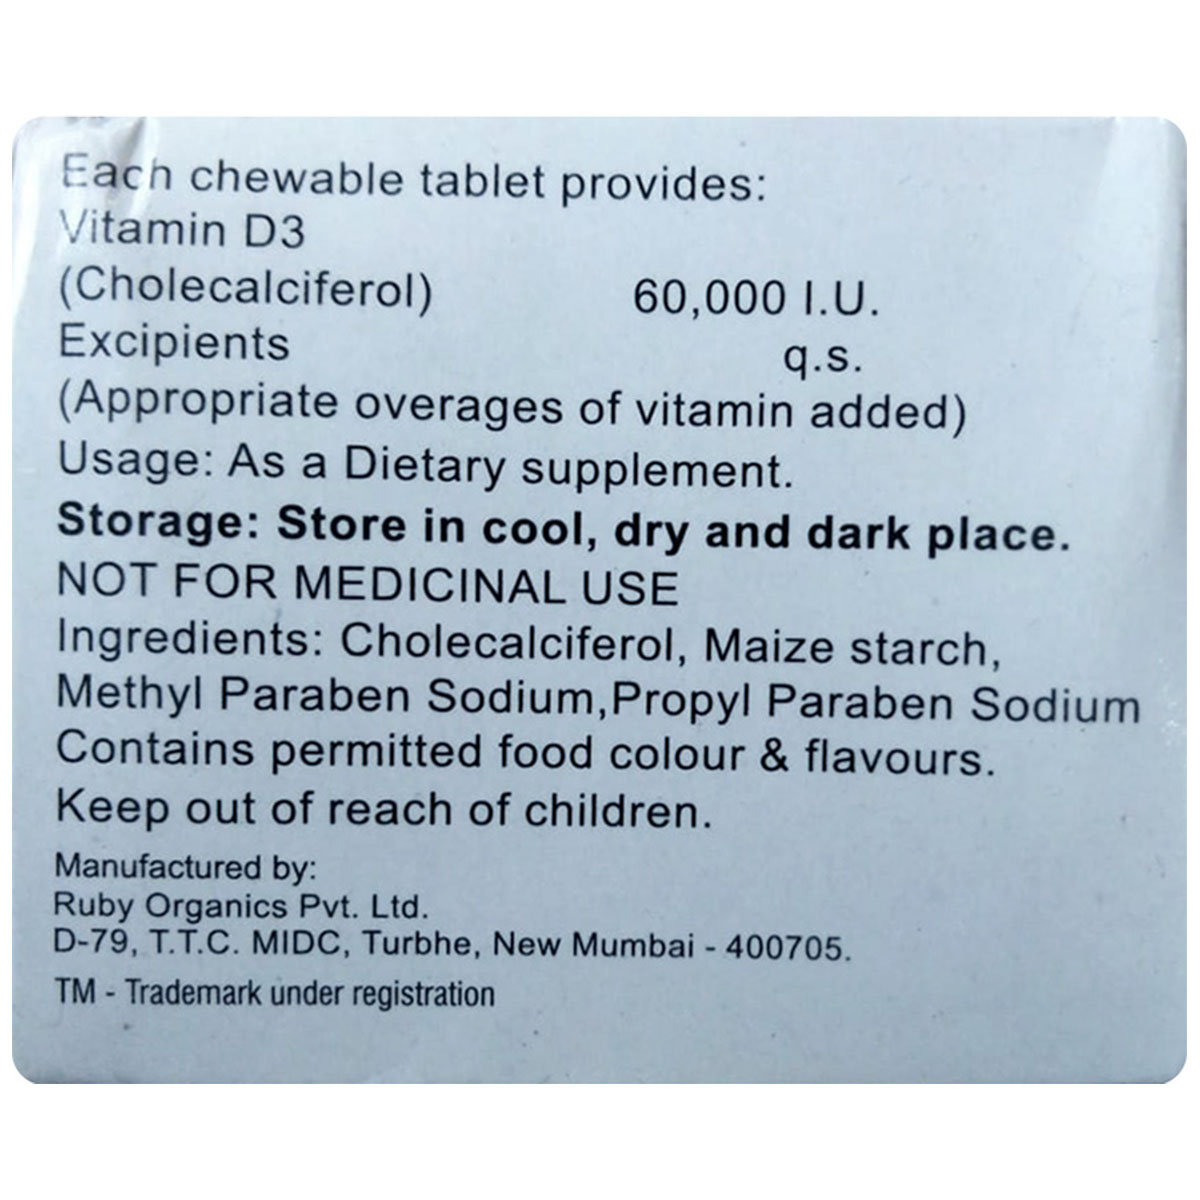 Each chewable tablet provides:
Vitamin D3
(Cholecalciferol) 60,000 I.U.
Excipients q.s.
(Appropriate overages of vitamin added)
Usage: As a Dietary supplement.
Storage: Store in cool, dry and dark place.
NOT FOR MEDICINAL USE
Ingredients: Cholecalciferol, Maize starch,
Methyl Paraben Sodium,Propyl Paraben Sodium
Contains permitted food colour & flavours.
Keep out of reach of children.
Manufactured by:
Ruby Organics Pvt. Ltd.
D-79, T.T.C. MIDC, Turbhe, New Mumbai - 400705.
TM - Trademark under registration